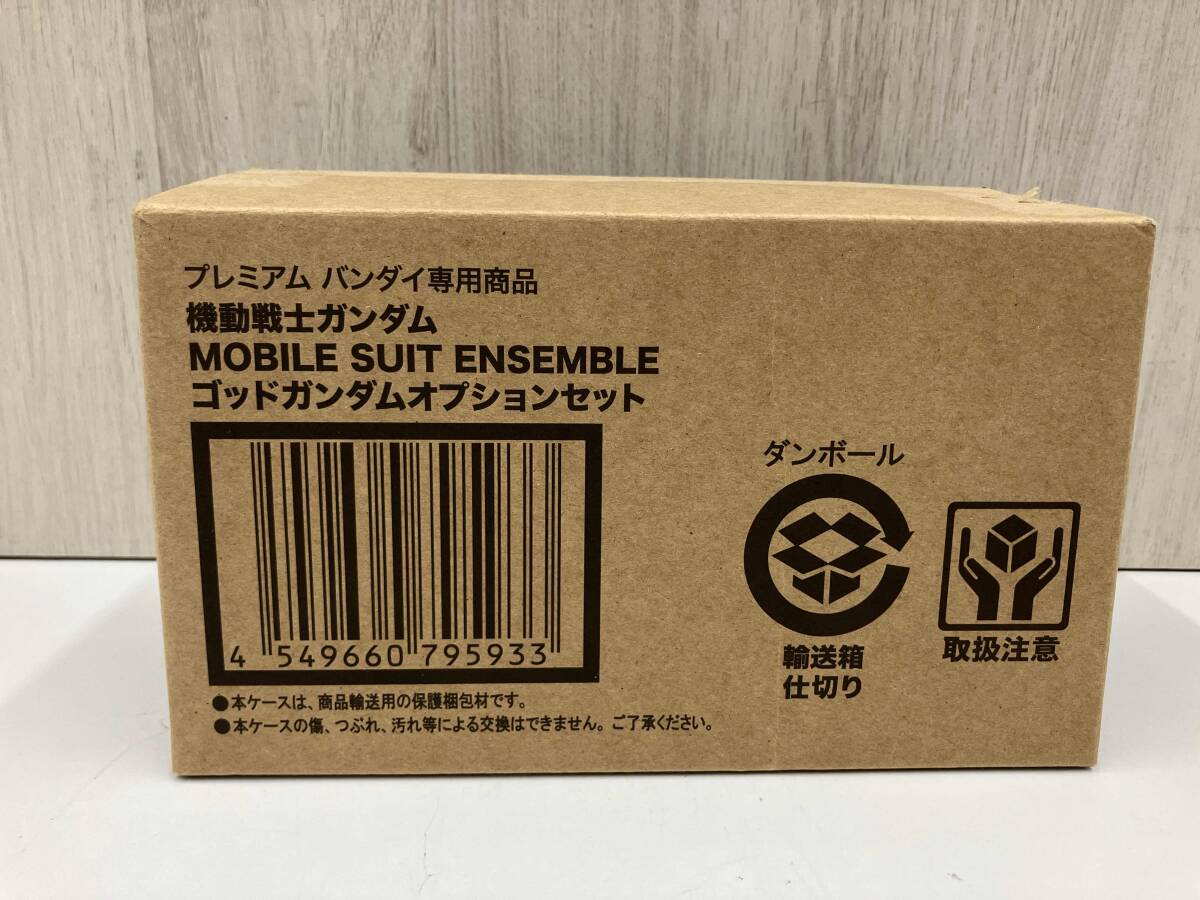 プレミアム バンダイ専用商品
機動戦士ガンダム
MOBILE SUIT ENSEMBLE
ゴッドガンダムオプションセット
4 549660 795933
●本ケースは、商品輸送用の保護梱包材です。
●本ケースの傷、つぶれ、汚れ等による交換はできません。ご了承ください。
ダンボール
輸送箱
仕切り
取扱注意